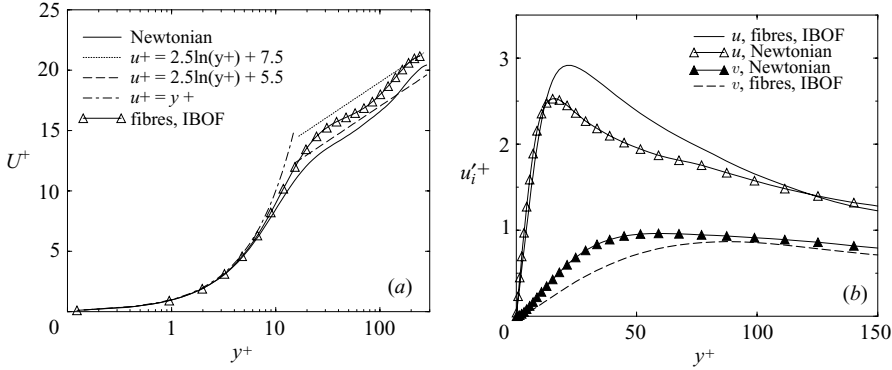 25
20
15
10
5
0
1
10
100
U+
y+
Newtonian
u+ = 2.5ln(y+) + 7.5
u+ = 2.5ln(y+) + 5.5
u+ = y+
fibres, IBOF
(a)
3
2
1
0
50
100
150
u′i+
y+
u, fibres, IBOF
u, Newtonian
v, Newtonian
v, fibres, IBOF
(b)